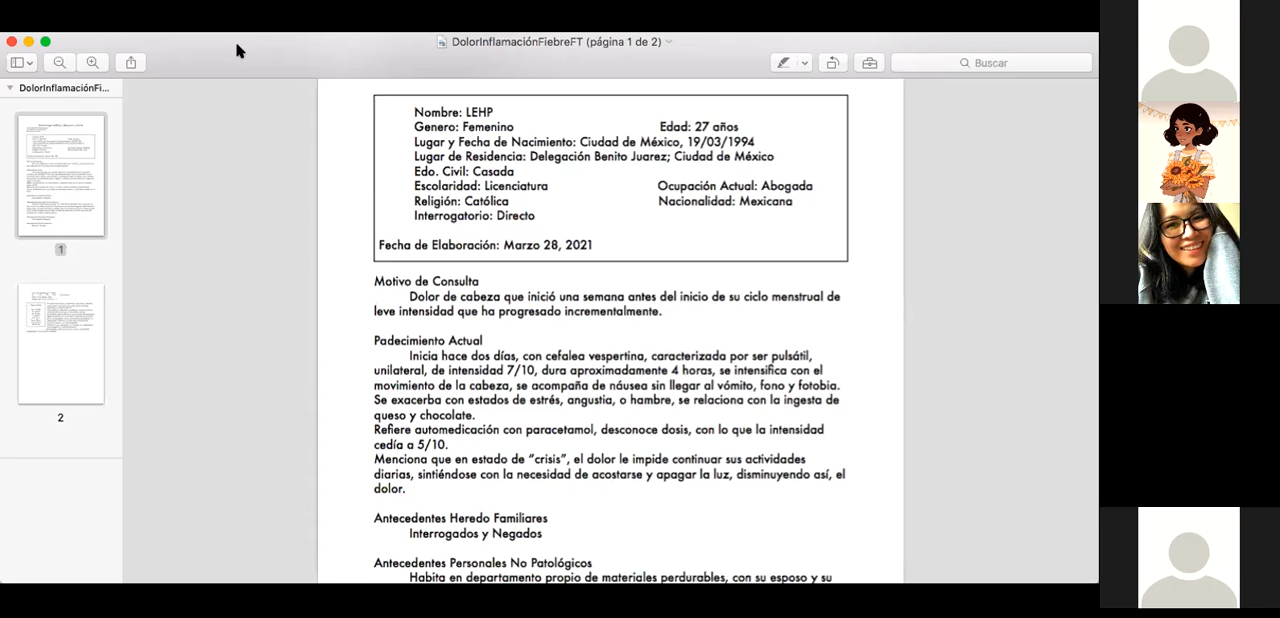 DolorInflamaciónFiebreFT (página 1 de 2)
Buscar
DolorInflamaciónFi...
1
2
Nombre: LEHP
Genero: Femenino Edad: 27 años
Lugar y Fecha de Nacimiento: Ciudad de México, 19/03/1994
Lugar de Residencia: Delegación Benito Juarez; Ciudad de México
Edo. Civil: Casada
Escolaridad: Licenciatura Ocupación Actual: Abogada
Religión: Católica Nacionalidad: Mexicana
Interrogatorio: Directo
Fecha de Elaboración: Marzo 28, 2021
Motivo de Consulta
Dolor de cabeza que inició una semana antes del inicio de su ciclo menstrual de
leve intensidad que ha progresado incrementalmente.
Padecimiento Actual
Inicia hace dos días, con cefalea vespertina, caracterizada por ser pulsátil,
unilateral, de intensidad 7/10, dura aproximadamente 4 horas, se intensifica con el
movimiento de la cabeza, se acompaña de náusea sin llegar al vómito, fono y fotobia.
Se exacerba con estados de estrés, angustia, o hambre, se relaciona con la ingesta de
queso y chocolate.
Refiere automedicación con paracetamol, desconoce dosis, con lo que la intensidad
cedía a 5/10.
Menciona que en estado de “crisis”, el dolor le impide continuar sus actividades
diarias, sintiéndose con la necesidad de acostarse y apagar la luz, disminuyendo así, el
dolor.
Antecedentes Heredo Familiares
Interrogados y Negados
Antecedentes Personales No Patológicos
Habita en departamento propio de materiales perdurables, con su esposo y su